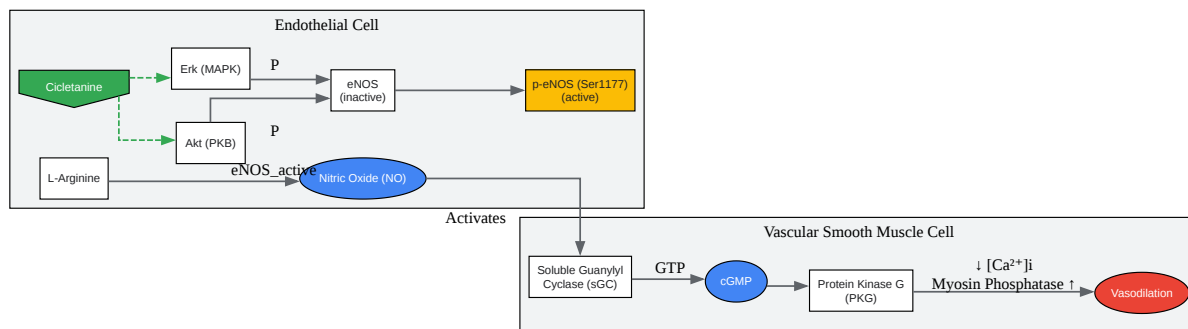 Endothelial Cell
Erk (MAPK)
P
Cicletanine
eNOS
(inactive)
p-eNOS (Ser1177)
(active)
Akt (PKB)
P
L-Arginine
eNOS_active
Nitric Oxide (NO)
Activates
Vascular Smooth Muscle Cell
Soluble Guanylyl
Cyclase (sGC)
GTP
cGMP
Protein Kinase G
(PKG)
↓ [Ca²⁺]i
Myosin Phosphatase ↑
Vasodilation